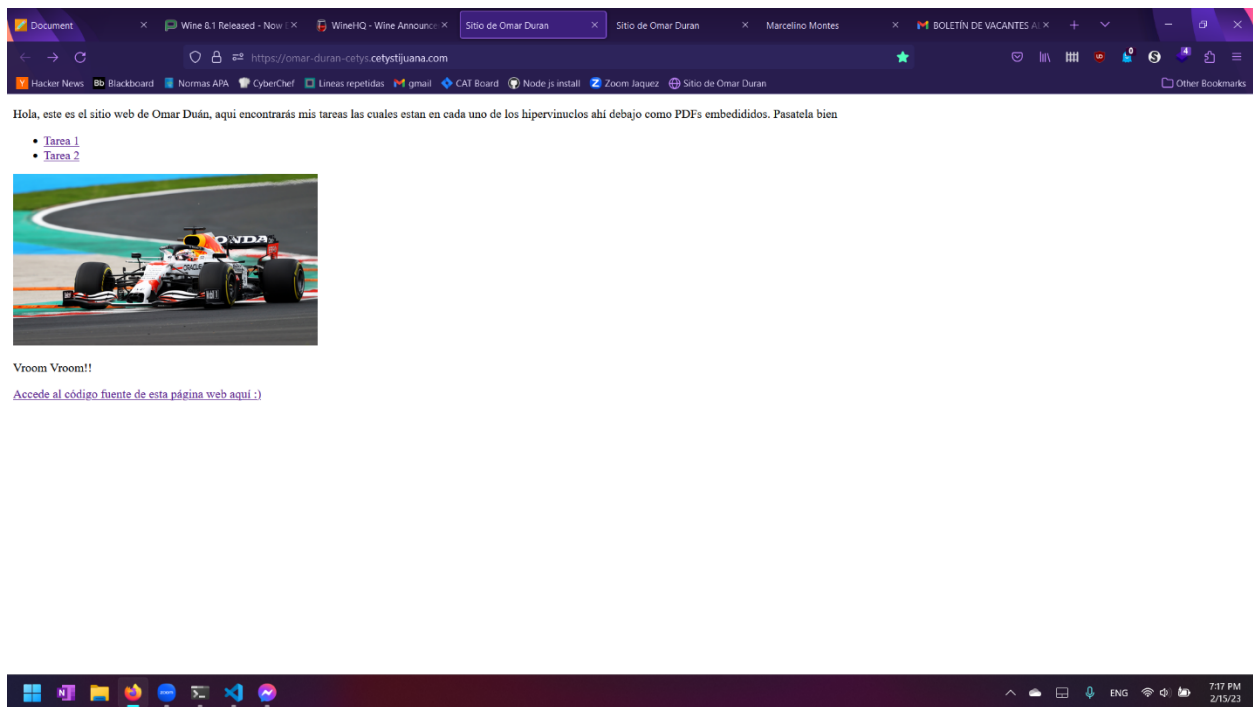 Document
Wine 8.1 Released - Now
WineHQ - Wine Announce
Sitio de Omar Duran
Sitio de Omar Duran
Marcelino Montes
BOLETÍN DE VACANTES
https://omar-duran-cetys.cetystijuana.com
Hacker News
Bb Blackboard
Normas APA
CyberChef
Lineas repetidas
gmail
CAT Board
Node js install
Zoom Jaquez
Sitio de Omar Duran
Other Bookmarks
Hola, este es el sitio web de Omar Duán, aqui encontrarás mis tareas las cuales estan en cada uno de los hipervinuclos ahí debajo como PDFs embedididos. Pasatela bien
Tarea 1
Tarea 2
ONDA
Vroom Vroom!!
Accede al código fuente de esta página web aquí :)
ENG
7:17 PM
2/15/23